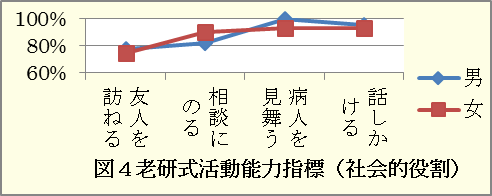 100%
80%
60%
友人を
訪ねる
相談に
のる
病人を
見舞う
話しか
ける
男
女
図4老研式活動能力指標（社会的役割）